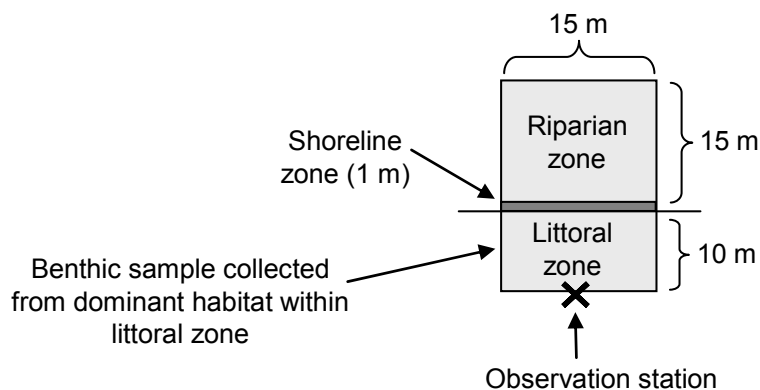 15 m
Riparian
zone
15 m
Shoreline
zone (1 m)
Littoral
zone
10 m
Benthic sample collected
from dominant habitat within
littoral zone
Observation station